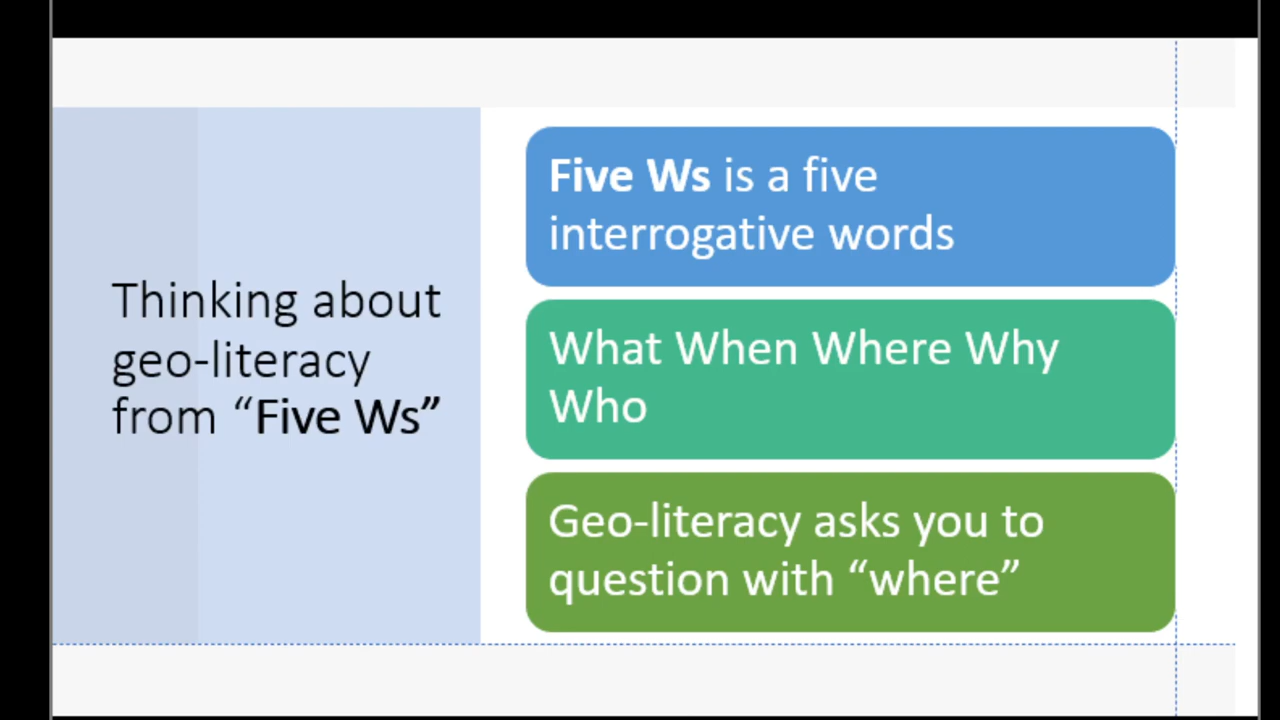 Thinking about
geo-literacy
from “Five Ws”
Five Ws is a five
interrogative words
What When Where Why
Who
Geo-literacy asks you to
question with “where”